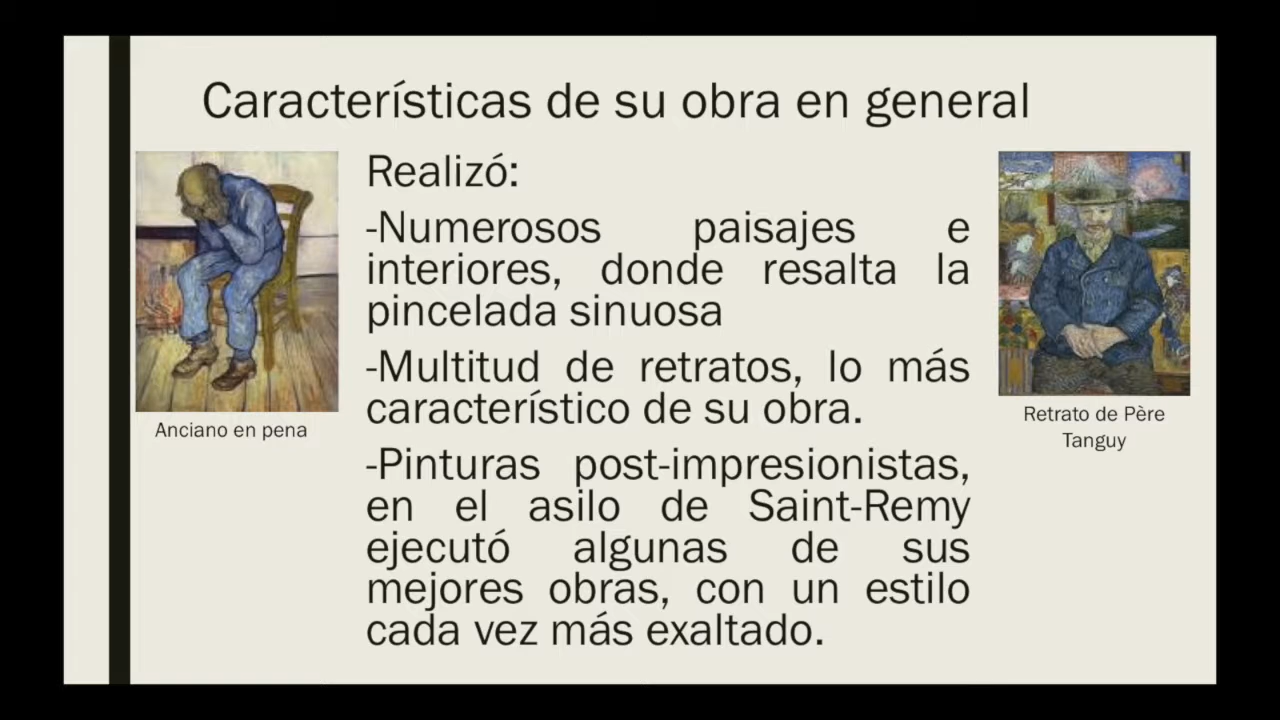 Características de su obra en general
Realizó:
-Numerosos paisajes e
interiores, donde resalta la
pincelada sinuosa
-Multitud de retratos, lo más
característico de su obra.
-Pinturas post-impresionistas,
en el asilo de Saint-Remy
ejecutó algunas de sus
mejores obras, con un estilo
cada vez más exaltado.
Anciano en pena
Retrato de Père
Tanguy